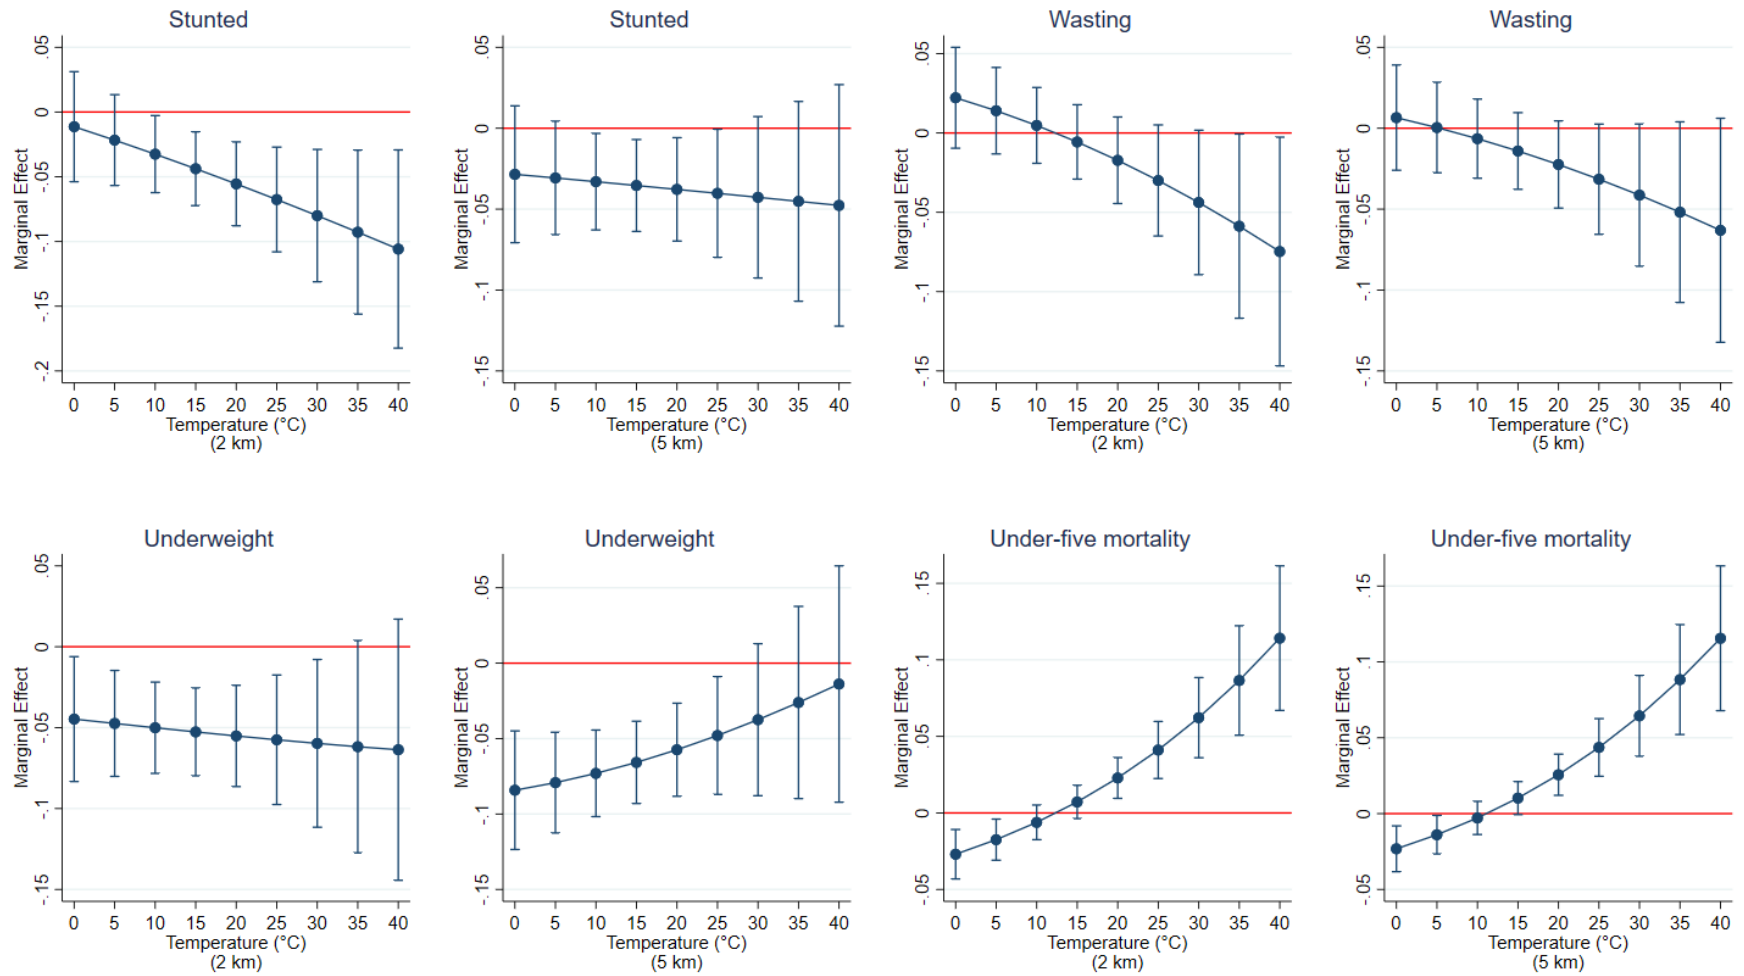 Stunted
Marginal Effect
.05
0
-.05
-.1
-.15
-.2
0 5 10 15 20 25 30 35 40
Temperature (°C)
(2 km)
Stunted
Marginal Effect
.05
0
-.05
-.1
-.15
0 5 10 15 20 25 30 35 40
Temperature (°C)
(5 km)
Wasting
Marginal Effect
.05
0
-.05
-.1
-.15
0 5 10 15 20 25 30 35 40
Temperature (°C)
(2 km)
Wasting
Marginal Effect
.05
0
-.05
-.1
-.15
0 5 10 15 20 25 30 35 40
Temperature (°C)
(5 km)
Underweight
Marginal Effect
.05
0
-.05
-.1
-.15
0 5 10 15 20 25 30 35 40
Temperature (°C)
(2 km)
Underweight
Marginal Effect
.05
0
-.05
-.1
-.15
0 5 10 15 20 25 30 35 40
Temperature (°C)
(5 km)
Under-five mortality
Marginal Effect
.15
.1
.05
0
-.05
0 5 10 15 20 25 30 35 40
Temperature (°C)
(2 km)
Under-five mortality
Marginal Effect
.15
.1
.05
0
-.05
0 5 10 15 20 25 30 35 40
Temperature (°C)
(5 km)